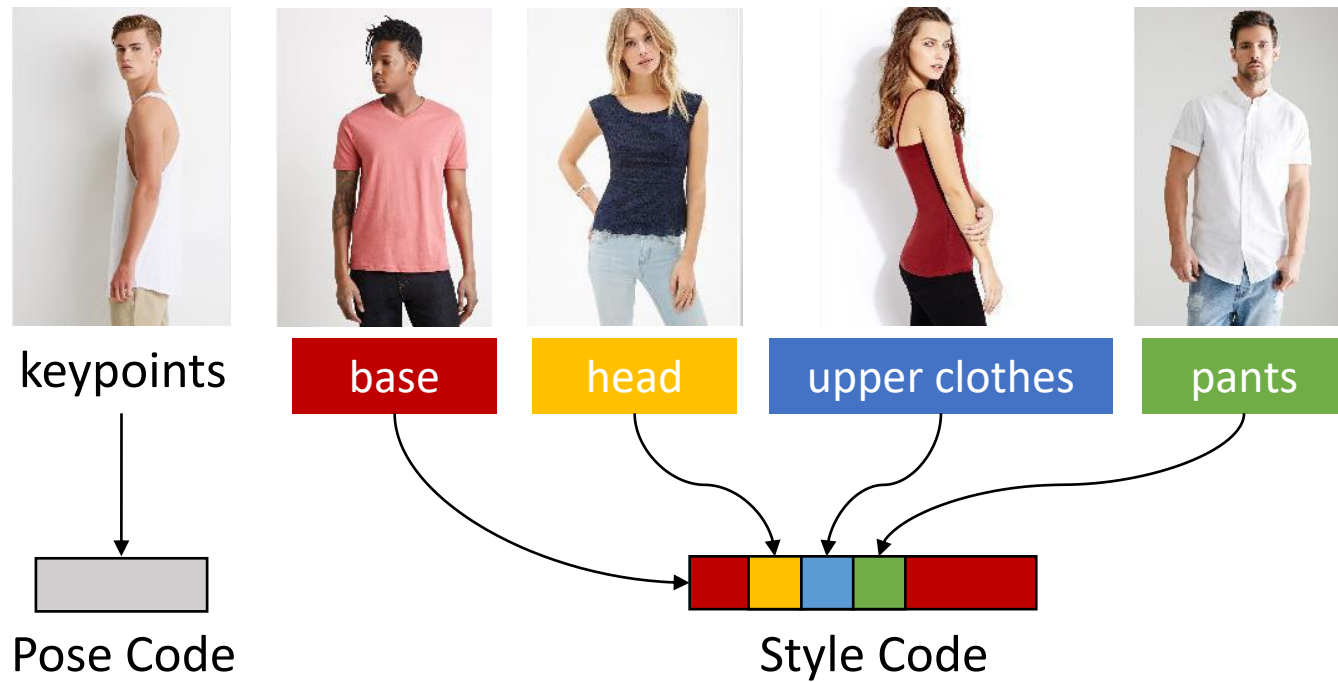 keypoints
base
head
upper clothes
pants
Pose Code
Style Code